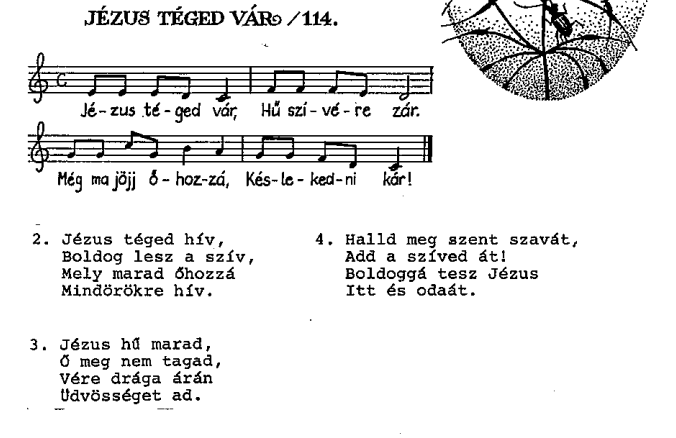 JÉZUS TÉGED VÁR /114.
Jé-zus té-ged vár, Hű szí-vé-re zár.
Még ma jöjj ő-hoz-zá, Kés-le-ked-ni kár!
2. Jézus téged hív,
Boldog lesz a szív,
Mely marad őhozzá
Mindörökre hív.
3. Jézus hű marad,
Ő meg nem tagad,
Vére drága árán
Üdvösséget ad.
4. Halld meg szent szavát,
Add a szíved át!
Boldoggá tesz Jézus
Itt és odaát.